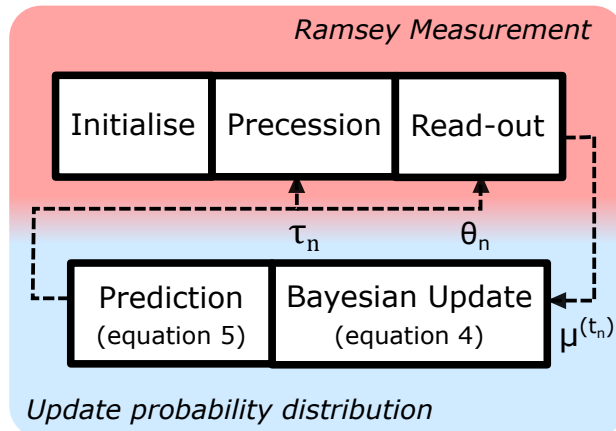 Ramsey Measurement
Initialise Precession Read-out
τₙ θₙ
Prediction Bayesian Update
(equation 5) (equation 4)
μ^(tₙ)
Update probability distribution